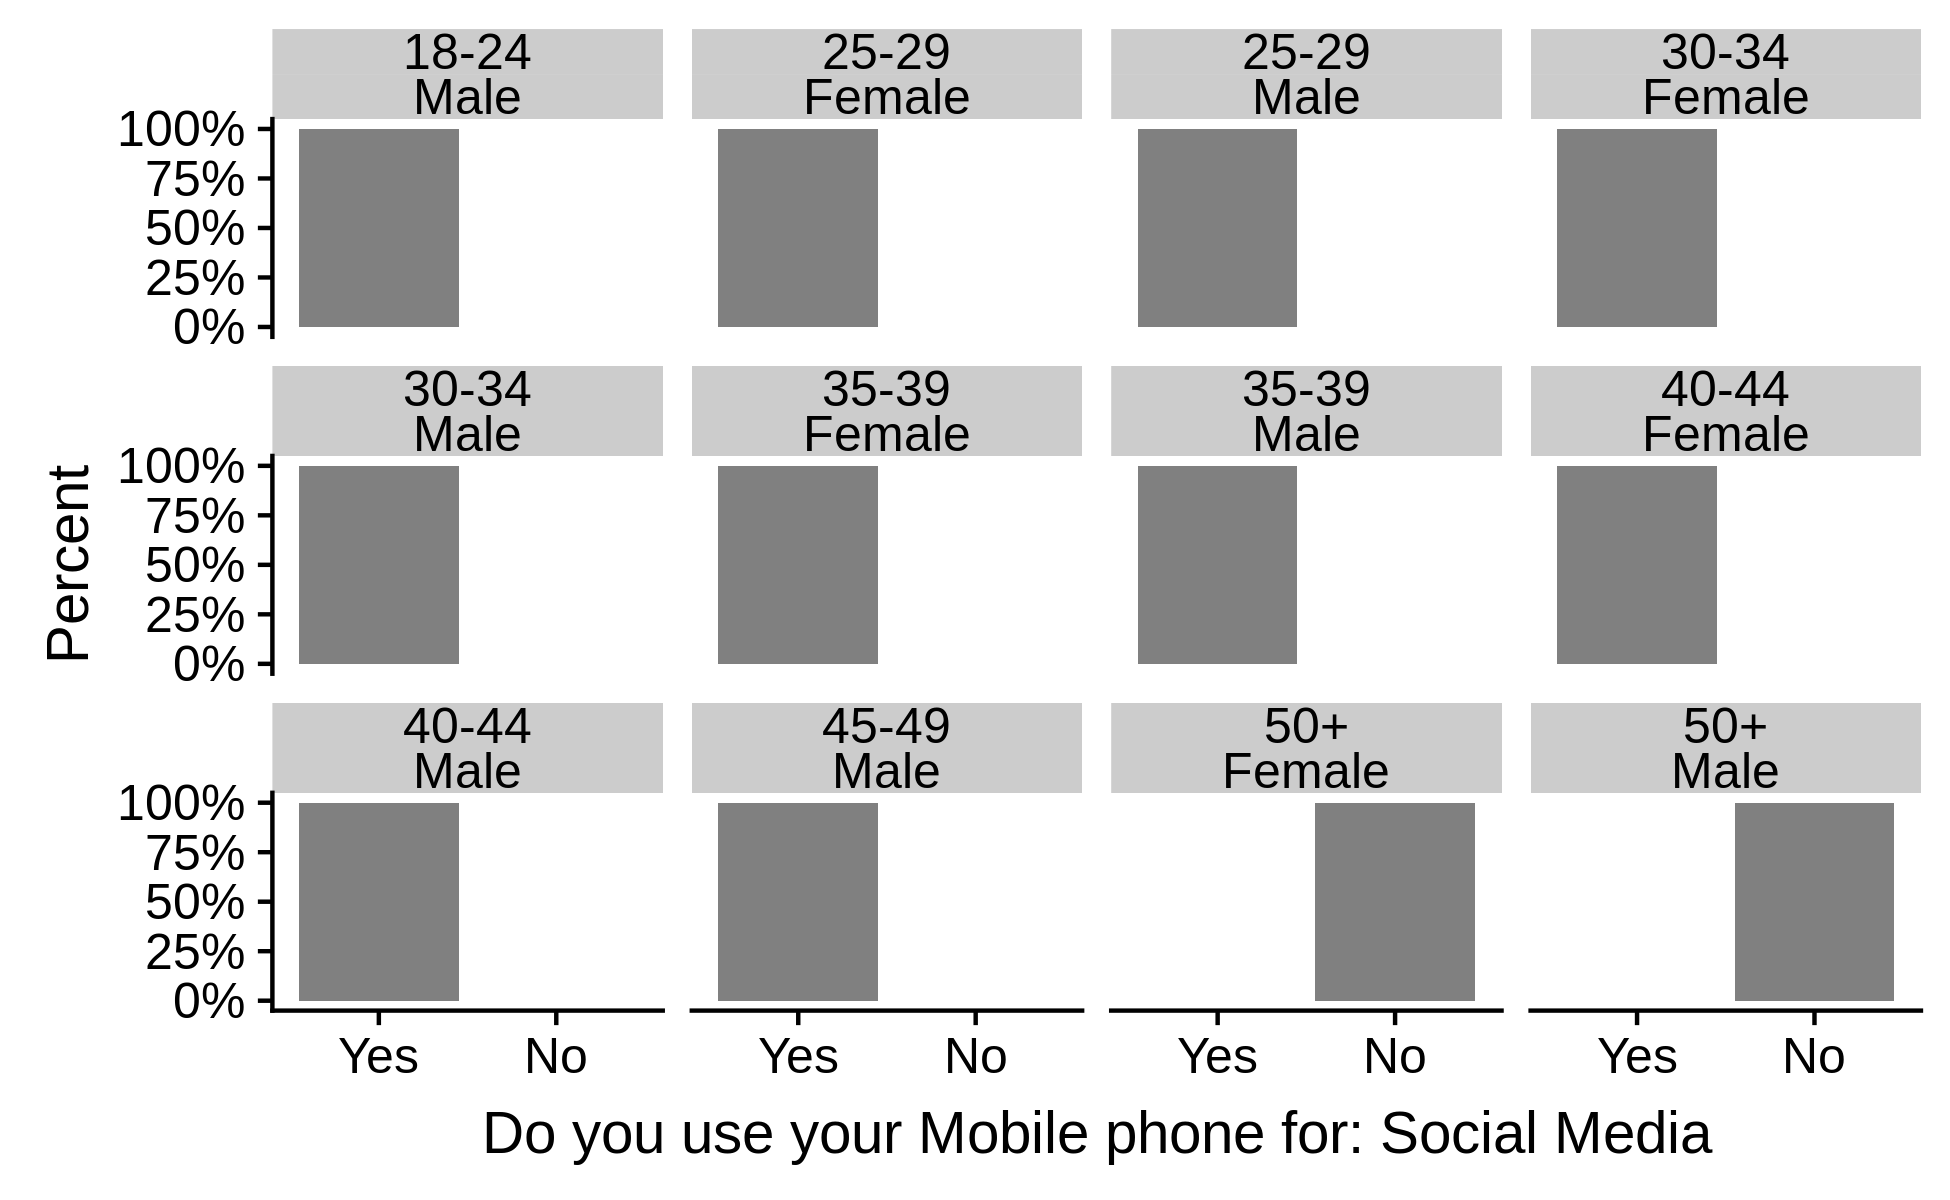 18-24
Male
25-29
Female
25-29
Male
30-34
Female
100%
75%
50%
25%
0%
30-34
Male
35-39
Female
35-39
Male
40-44
Female
100%
75%
50%
25%
0%
Percent
40-44
Male
45-49
Male
50+
Female
50+
Male
100%
75%
50%
25%
0%
Yes No Yes No Yes No Yes No
Do you use your Mobile phone for: Social Media